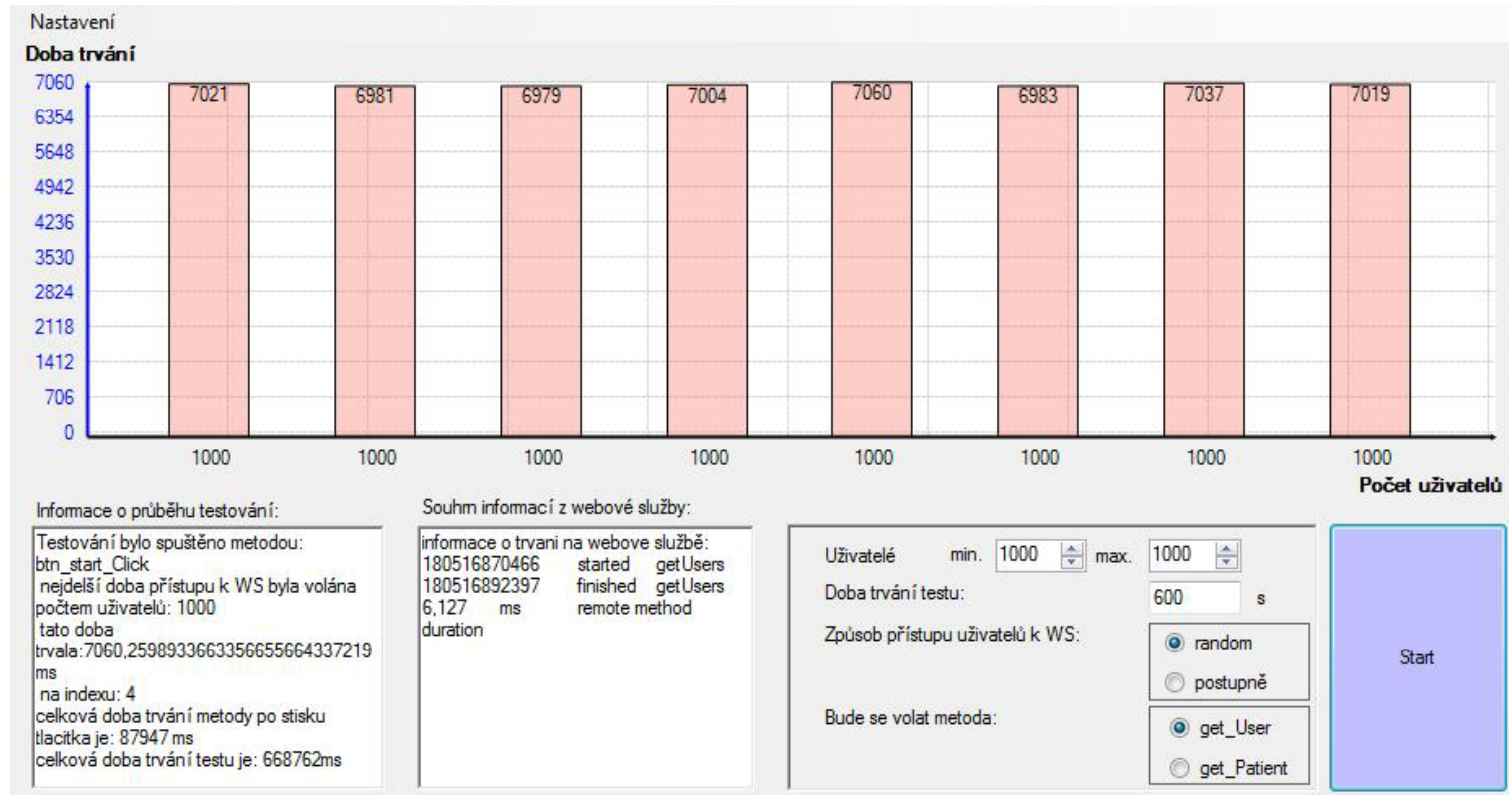 Nastavení
Doba trvání
7060
6354
5648
4942
4236
3530
2824
2118
1412
706
0
7021 6981 6979 7004 7060 6983 7037 7019
1000 1000 1000 1000 1000 1000 1000 1000
Počet uživatelů
Informace o průběhu testování:
Testování bylo spuštěno metodou:
btn_start_Click
nejdelší doba přístupu k WS byla volána
počtem uživatelů: 1000
tato doba
trvala:7060,2598933663356655664337219
ms
na indexu: 4
celková doba trvání metody po stisku
tlacitka je: 87947 ms
celková doba trvání testu je: 668762ms
Souhrn informací z webové služby:
informace o trvani na webove službě:
180516870466 started getUsers
180516892397 finished getUsers
6,127 ms remote method
duration
Uživatelé min. 1000 max. 1000
Doba trvání testu: 600 s
Způsob přístupu uživatelů k WS:
random
postupně
Bude se volat metoda:
get_User
get_Patient
Start